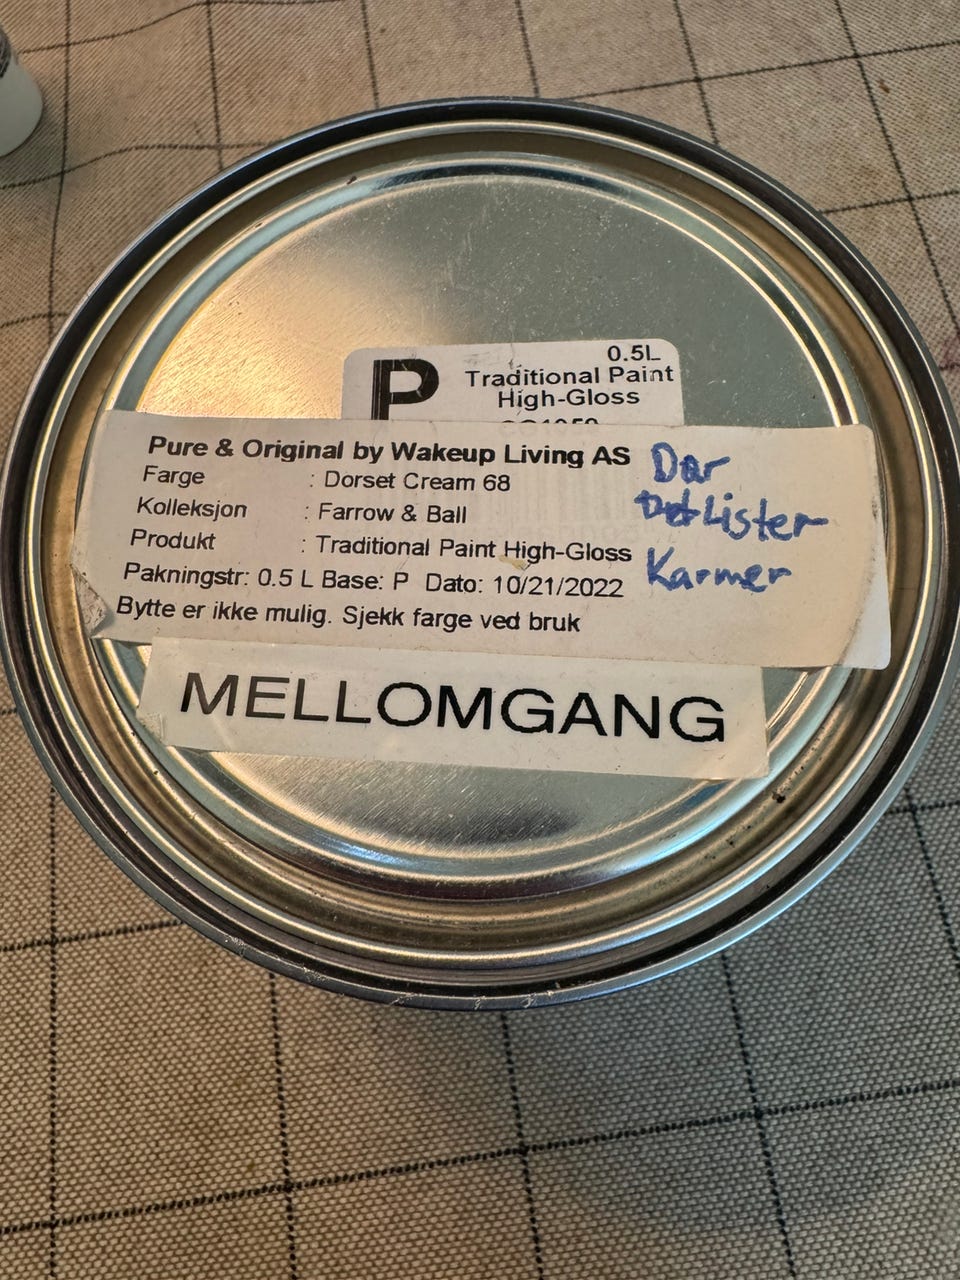 P
0.5L
Traditional Paint
High-Gloss
Pure & Original by Wakeup Living AS
Farge : Dorset Cream 68
Kolleksjon : Farrow & Ball
Produkt : Traditional Paint High-Gloss
Pakningstr: 0.5 L Base: P Dato: 10/21/2022
Bytte er ikke mulig. Sjekk farge ved bruk
Dør
Lister
Karmer
MELLOMGANG